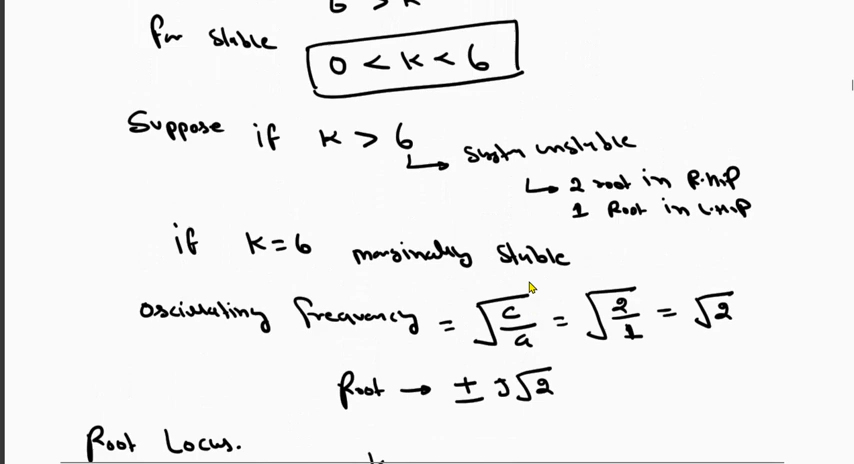 for stable
0 < K < 6
Suppose if K > 6
System unstable
2 root in R.H.P
1 Root in L.H.P
if K = 6 marginally stable
oscillating frequency = √c/a = √2/1 = √2
Root → ± j√2
Root Locus.